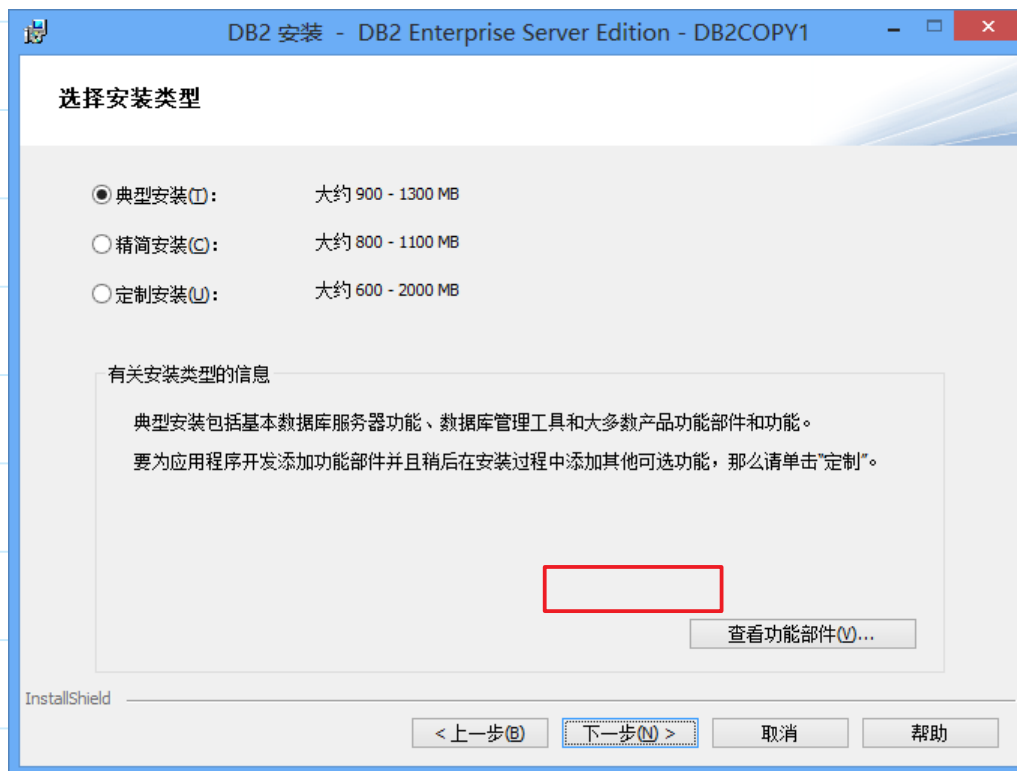 DB2 安装 - DB2 Enterprise Server Edition - DB2COPY1
选择安装类型
典型安装(T)： 大约 900 - 1300 MB
精简安装(C)： 大约 800 - 1100 MB
定制安装(U)： 大约 600 - 2000 MB
有关安装类型的信息
典型安装包括基本数据库服务器功能、数据库管理工具和大多数产品功能部件和功能。
要为应用程序开发添加功能部件并且稍后在安装过程中添加其他可选功能，那么请单击"定制"。
查看功能部件(V)...
InstallShield
< 上一步(B) 下一步(N) > 取消 帮助